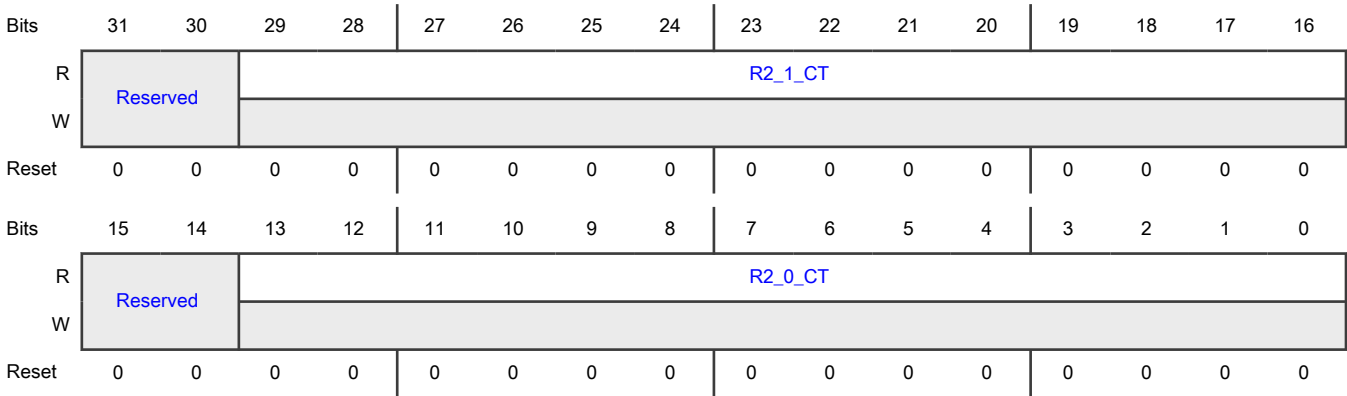 Bits 31 30 29 28 27 26 25 24 23 22 21 20 19 18 17 16
R R2_1_CT
Reserved
W
Reset 0 0 0 0 0 0 0 0 0 0 0 0 0 0 0 0
Bits 15 14 13 12 11 10 9 8 7 6 5 4 3 2 1 0
R R2_0_CT
Reserved
W
Reset 0 0 0 0 0 0 0 0 0 0 0 0 0 0 0 0